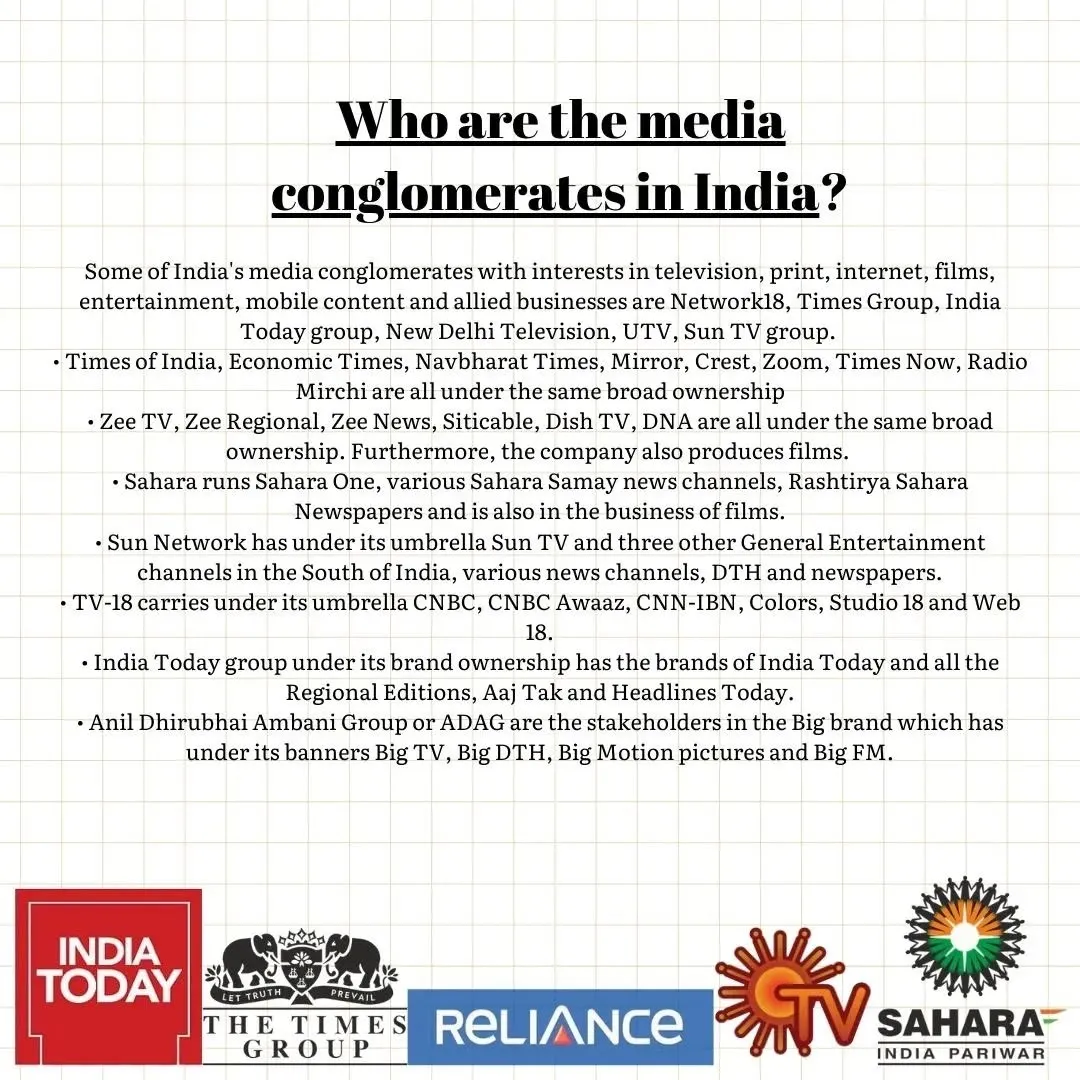 Who are the media
conglomerates in India?
Some of India's media conglomerates with interests in television, print, internet, films,
entertainment, mobile content and allied businesses are Network18, Times Group, India
Today group, New Delhi Television, UTV, Sun TV group.
• Times of India, Economic Times, Navbharat Times, Mirror, Crest, Zoom, Times Now, Radio
Mirchi are all under the same broad ownership
• Zee TV, Zee Regional, Zee News, Siticable, Dish TV, DNA are all under the same broad
ownership. Furthermore, the company also produces films.
• Sahara runs Sahara One, various Sahara Samay news channels, Rashtirya Sahara
Newspapers and is also in the business of films.
• Sun Network has under its umbrella Sun TV and three other General Entertainment
channels in the South of India, various news channels, DTH and newspapers.
• TV-18 carries under its umbrella CNBC, CNBC Awaaz, CNN-IBN, Colors, Studio 18 and Web
18.
• India Today group under its brand ownership has the brands of India Today and all the
Regional Editions, Aaj Tak and Headlines Today.
• Anil Dhirubhai Ambani Group or ADAG are the stakeholders in the Big brand which has
under its banners Big TV, Big DTH, Big Motion pictures and Big FM.
INDIA
TODAY
LET TRUTH PREVAIL
THE TIMES
GROUP
RELIANCE
TV
SAHARA
INDIA PARIWAR